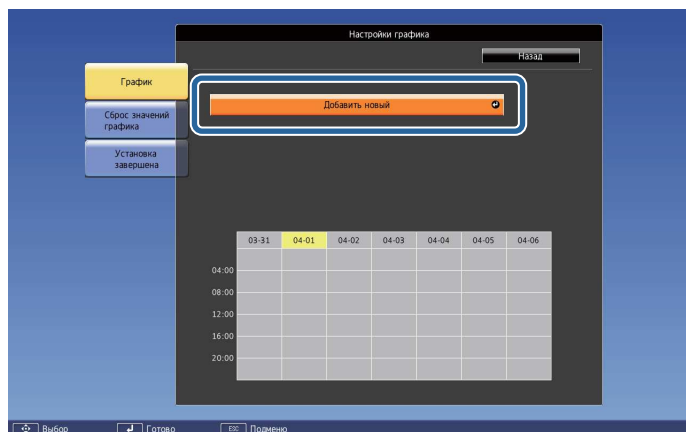 Настройки графика
Назад
График
Добавить новый
Сброс значений
графика
Установка
завершена
03-31 04-01 04-02 04-03 04-04 04-05 04-06
04:00
08:00
12:00
16:00
20:00
Выбор Готово ESC Подменю